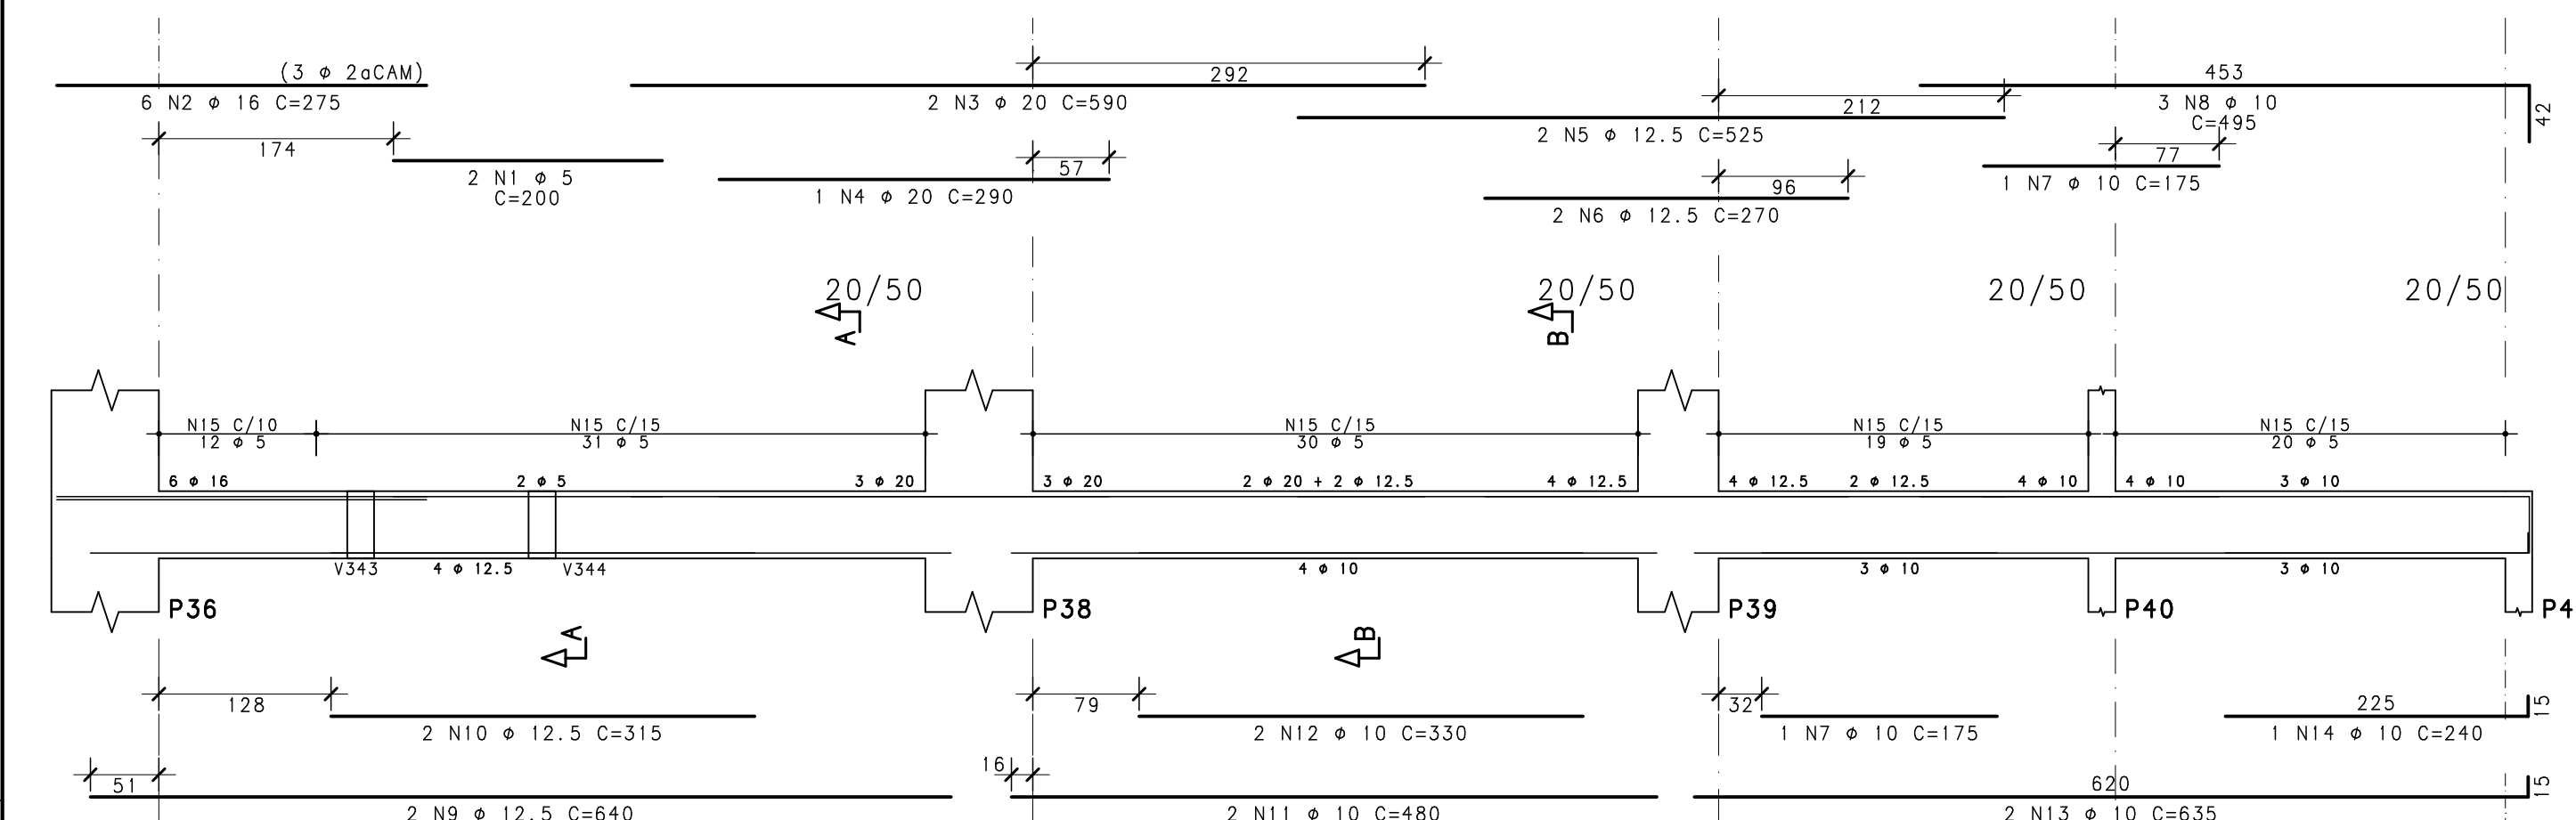 (3 ø 2aCAM)
6 N2 ø 16 C=275
174
2 N1 ø 5
C=200
292
2 N3 ø 20 C=590
57
1 N4 ø 20 C=290
212
2 N5 ø 12.5 C=525
96
2 N6 ø 12.5 C=270
453
3 N8 ø 10
C=495
42
77
1 N7 ø 10 C=175
20/50
20/50
20/50
20/50
A
B
N15 C/10
12 ø 5
N15 C/15
31 ø 5
N15 C/15
30 ø 5
N15 C/15
19 ø 5
N15 C/15
20 ø 5
6 ø 16
2 ø 5
3 ø 20
3 ø 20
2 ø 20 + 2 ø 12.5
4 ø 12.5
4 ø 12.5
2 ø 12.5
4 ø 10
4 ø 10
3 ø 10
V343
4 ø 12.5
V344
4 ø 10
3 ø 10
3 ø 10
P36
P38
P39
P40
P4
A
B
128
2 N10 ø 12.5 C=315
79
2 N12 ø 10 C=330
32
1 N7 ø 10 C=175
225
15
1 N14 ø 10 C=240
51
2 N9 ø 12.5 C=640
16
2 N11 ø 10 C=480
620
15
2 N13 ø 10 C=635